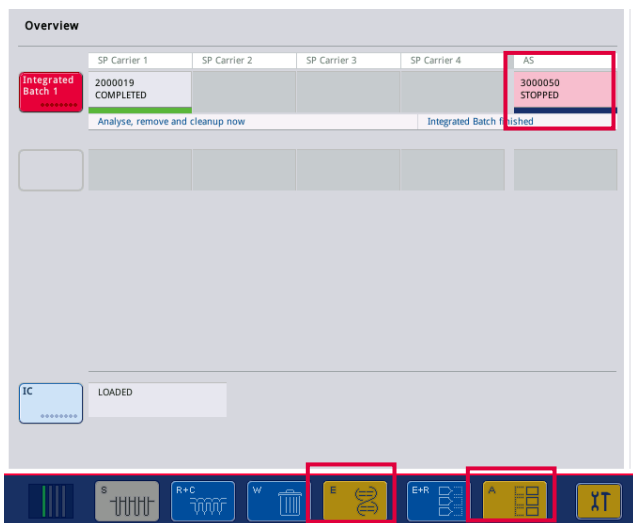 Overview
SP Carrier 1 SP Carrier 2 SP Carrier 3 SP Carrier 4 AS
Integrated Batch 1
2000019 3000050
COMPLETED STOPPED
Analyse, remove and cleanup now Integrated Batch finished
IC LOADED
S R+C W E E+R A